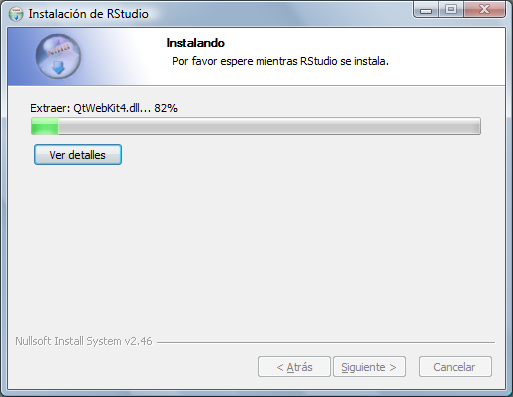 Instalación de RStudio
Instalando
Por favor espere mientras RStudio se instala.
Extraer: QtWebKit4.dll... 82%
Ver detalles
Nullsoft Install System v2.46
< Atrás
Siguiente >
Cancelar